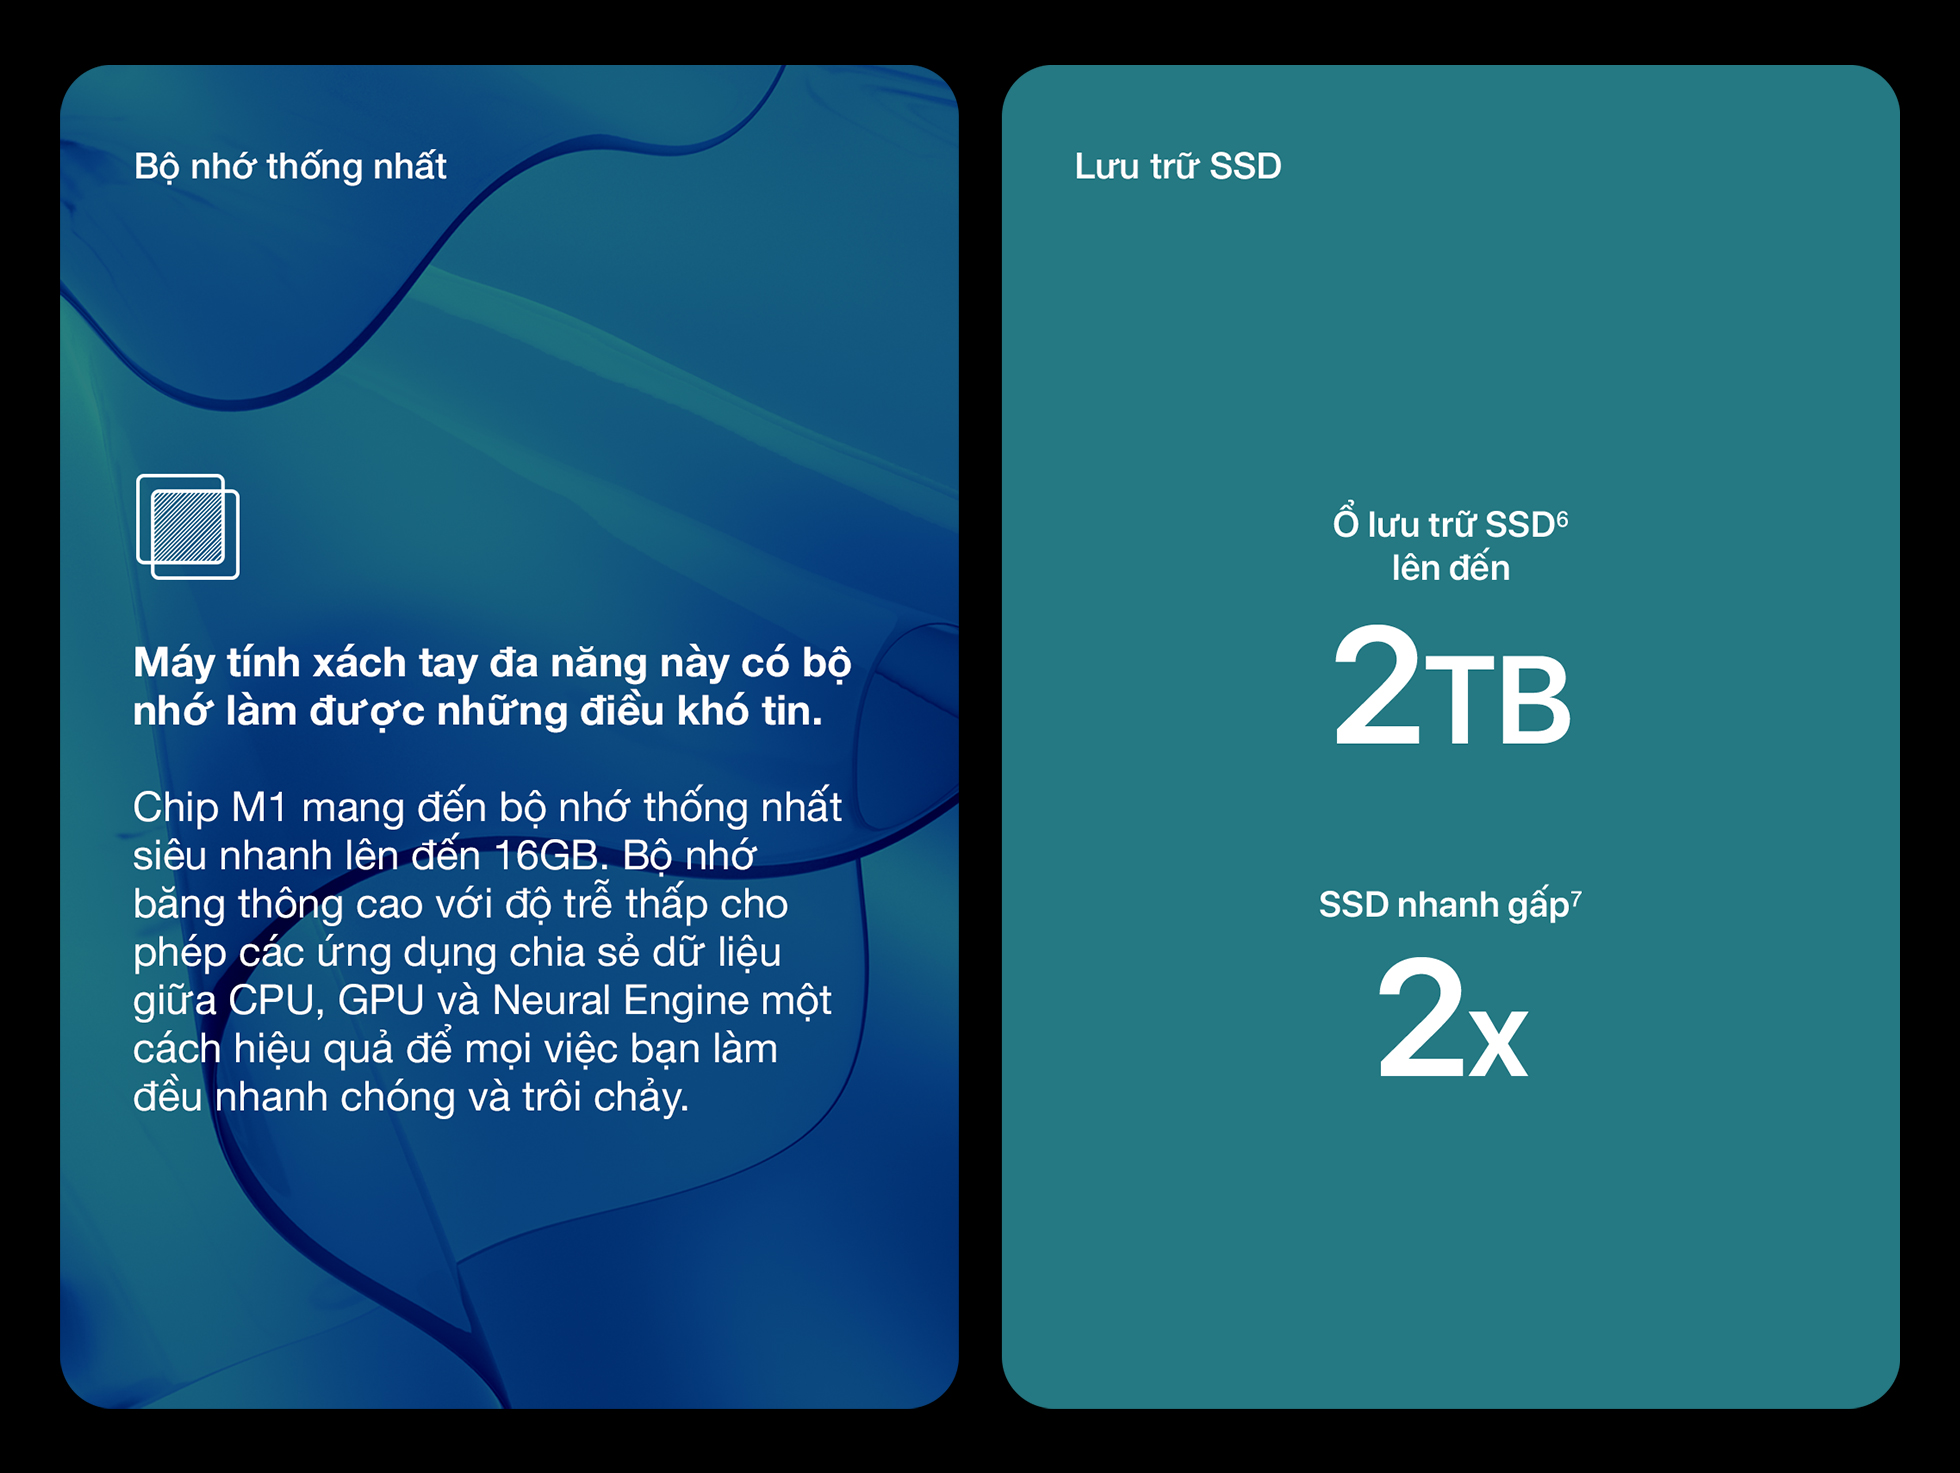 Bộ nhớ thống nhất
Máy tính xách tay đa năng này có bộ
nhớ làm được những điều khó tin.
Chip M1 mang đến bộ nhớ thống nhất
siêu nhanh lên đến 16GB. Bộ nhớ
băng thông cao với độ trễ thấp cho
phép các ứng dụng chia sẻ dữ liệu
giữa CPU, GPU và Neural Engine một
cách hiệu quả để mọi việc bạn làm
đều nhanh chóng và trôi chảy.
Lưu trữ SSD
Ổ lưu trữ SSD⁶
lên đến
2TB
SSD nhanh gấp⁷
2x